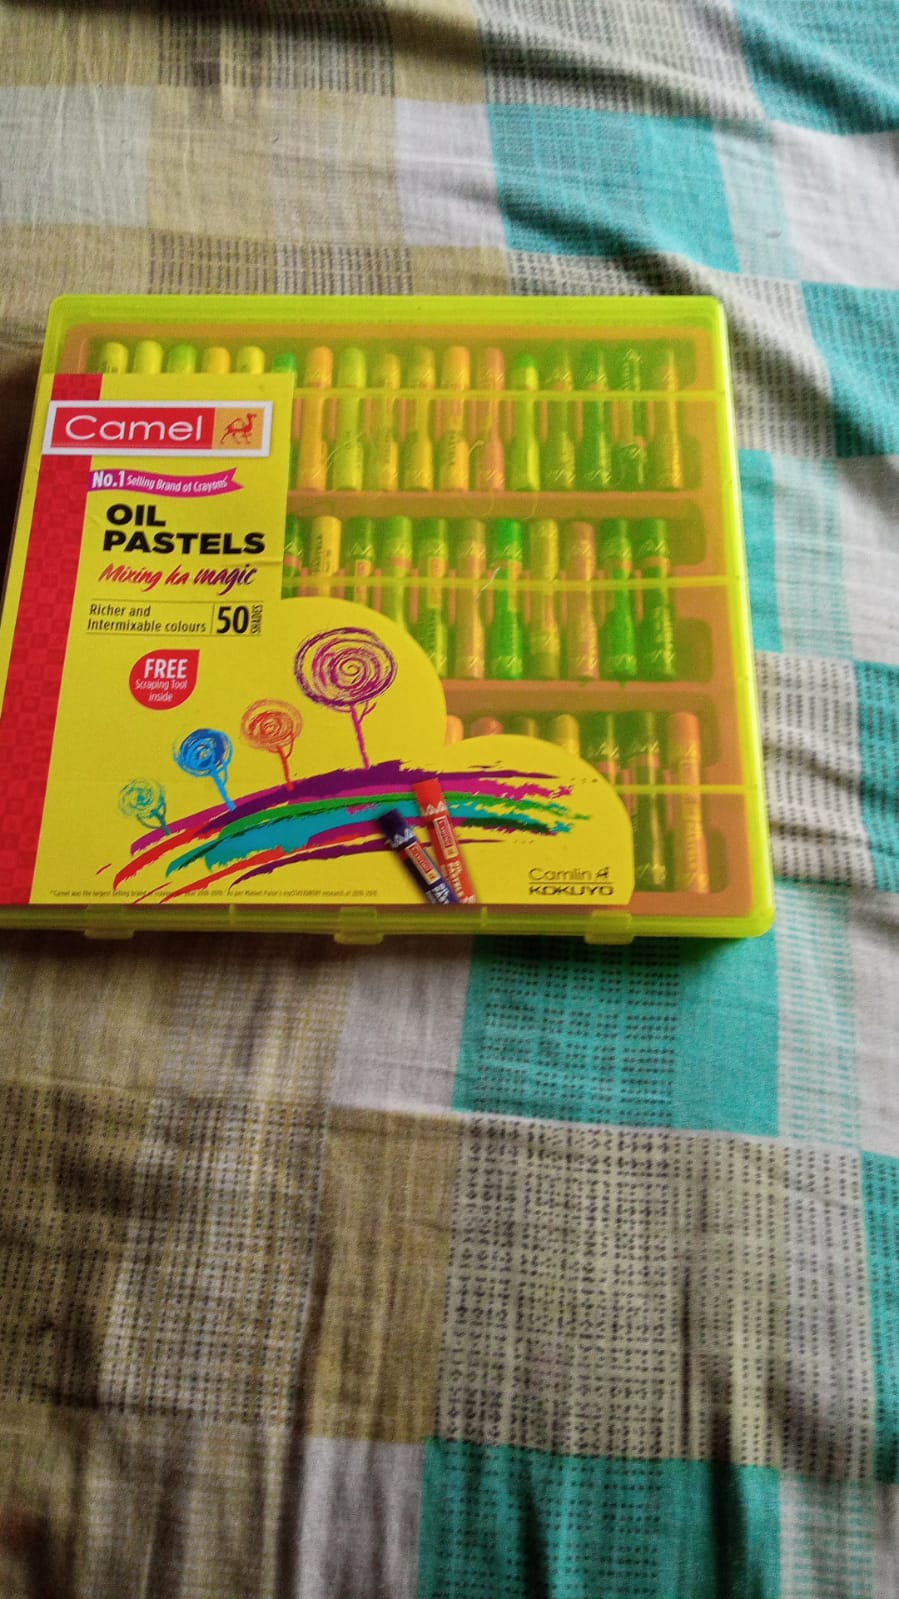 Camel
No.1 Selling Brand of Crayons*
OIL
PASTELS
Mixing ka magic
Richer and
Intermixable colours
50 SHADES
FREE
Scraping Tool
inside
Camlin
KOKUYO